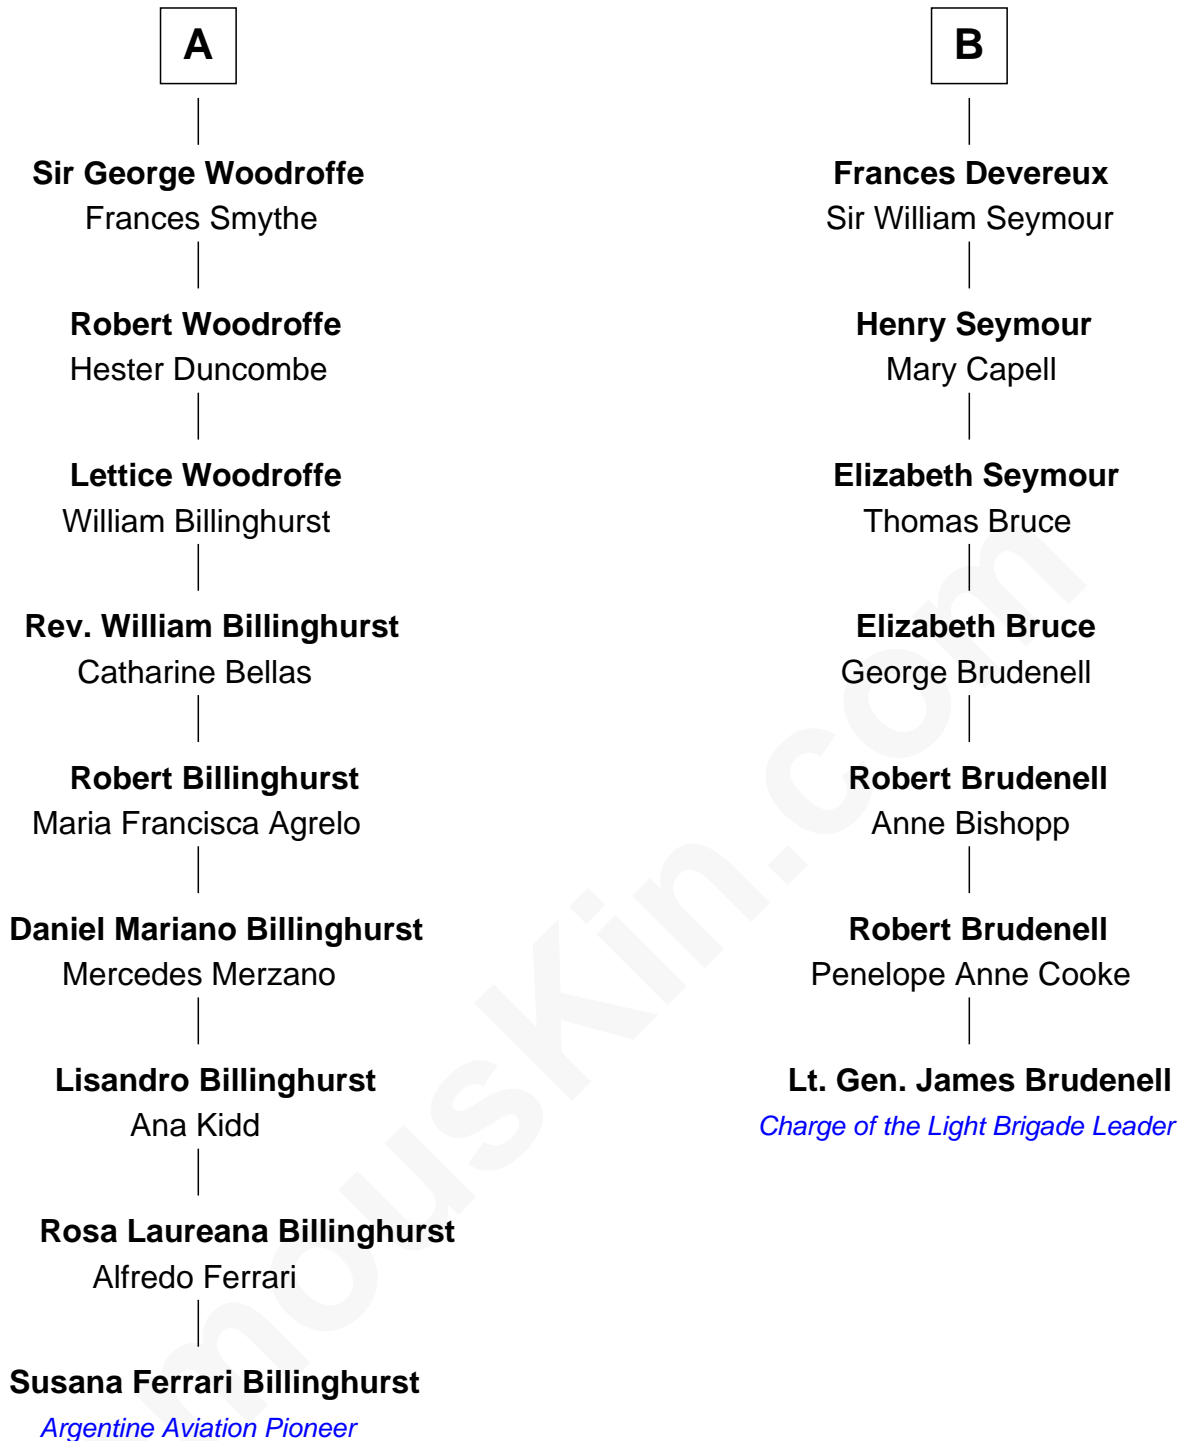 A
Sir George Woodroffe
Frances Smythe
Robert Woodroffe
Hester Duncombe
Lettice Woodroffe
William Billinghurst
Rev. William Billinghurst
Catharine Bellas
Robert Billinghurst
Maria Francisca Agrelo
Daniel Mariano Billinghurst
Mercedes Merzano
Lisandro Billinghurst
Ana Kidd
Rosa Laureana Billinghurst
Alfredo Ferrari
Susana Ferrari Billinghurst
Argentine Aviation Pioneer
B
Frances Devereux
Sir William Seymour
Henry Seymour
Mary Capell
Elizabeth Seymour
Thomas Bruce
Elizabeth Bruce
George Brudenell
Robert Brudenell
Anne Bishopp
Robert Brudenell
Penelope Anne Cooke
Lt. Gen. James Brudenell
Charge of the Light Brigade Leader
mousKin.com